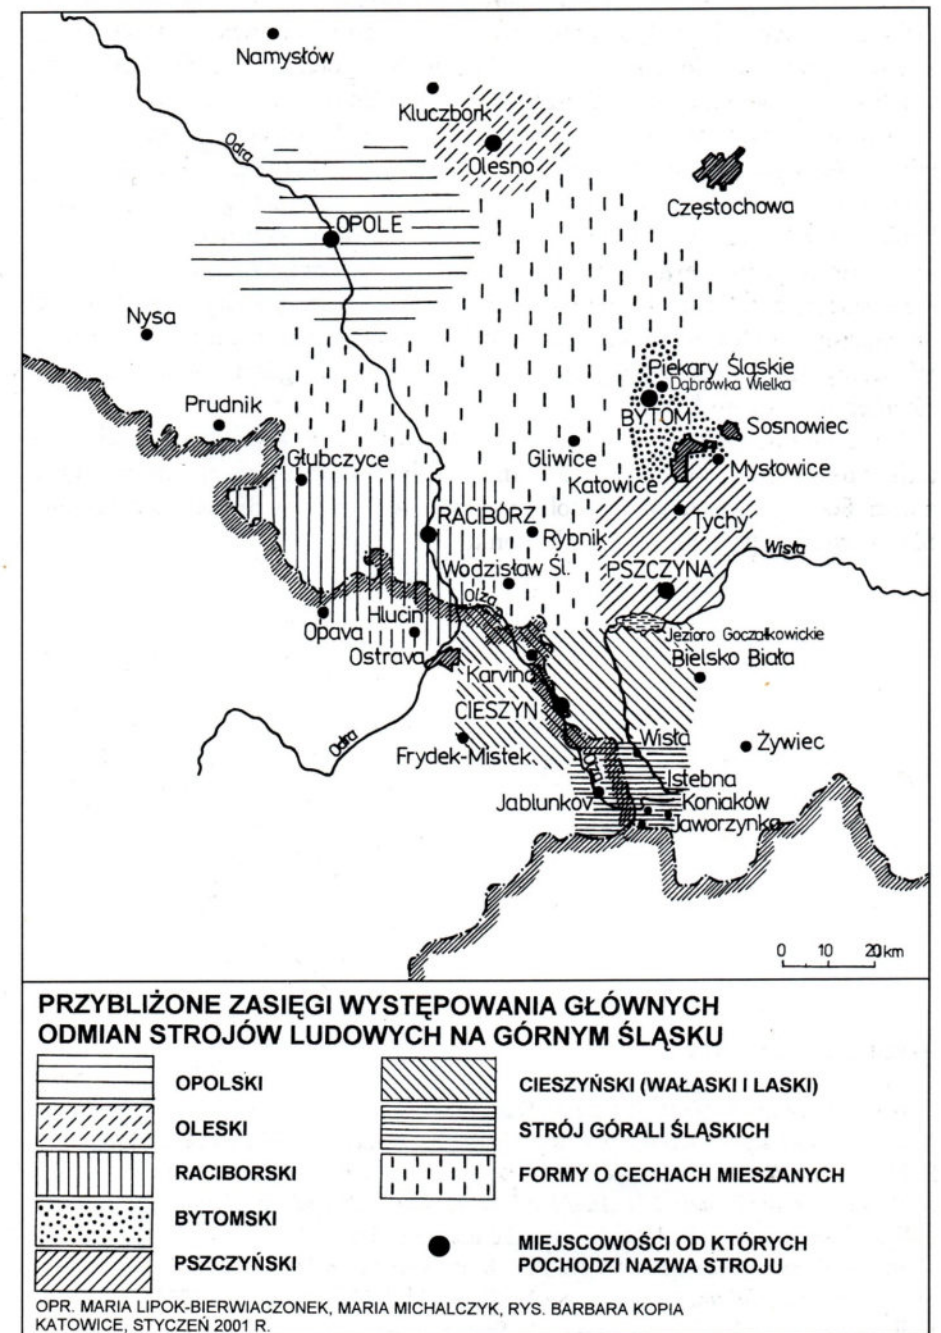 Namysłów
Kluczbork
Odra
Olesno
Częstochowa
OPOLE
Nysa
Piekary Śląskie
Dąbrówka Wielka
Prudnik
BYTOM
Sosnowiec
Głubczyce
Gliwice
Mysłowice
Katowice
RACIBÓRZ
Tychy
Rybnik
Wisła
Wodzisław Śl.
PSZCZYNA
Hlucin
Opava
Jezioro Goczałkowickie
Ostrava
Bielsko Biała
Karvina
CIESZYN
Odra
Wisła
Żywiec
Frydek-Mistek
Istebna
Jablunkov
Koniaków
Jaworzynka
0 10 20 km
PRZYBLIŻONE ZASIĘGI WYSTĘPOWANIA GŁÓWNYCH
ODMIAN STROJÓW LUDOWYCH NA GÓRNYM ŚLĄSKU
OPOLSKI
OLESKI
RACIBORSKI
BYTOMSKI
PSZCZYŃSKI
CIESZYŃSKI (WAŁASKI I LASKI)
STRÓJ GÓRALI ŚLĄSKICH
FORMY O CECHACH MIESZANYCH
MIEJSCOWOŚCI OD KTÓRYCH
POCHODZI NAZWA STROJU
OPR. MARIA LIPOK-BIERWIACZONEK, MARIA MICHALCZYK, RYS. BARBARA KOPIA
KATOWICE, STYCZEŃ 2001 R.